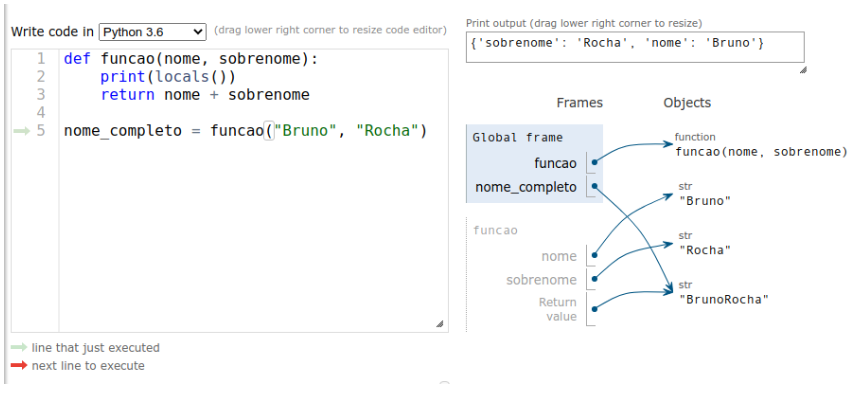 Write code in Python 3.6 (drag lower right corner to resize code editor)
1 def funcao(nome, sobrenome):
2     print(locals())
3     return nome + sobrenome
4
5 nome_completo = funcao("Bruno", "Rocha")
line that just executed
next line to execute
Print output (drag lower right corner to resize)
{'sobrenome': 'Rocha', 'nome': 'Bruno'}
Frames Objects
Global frame
funcao
nome_completo
funcao
nome
sobrenome
Return
value
function
funcao(nome, sobrenome)
str
"Bruno"
str
"Rocha"
str
"BrunoRocha"